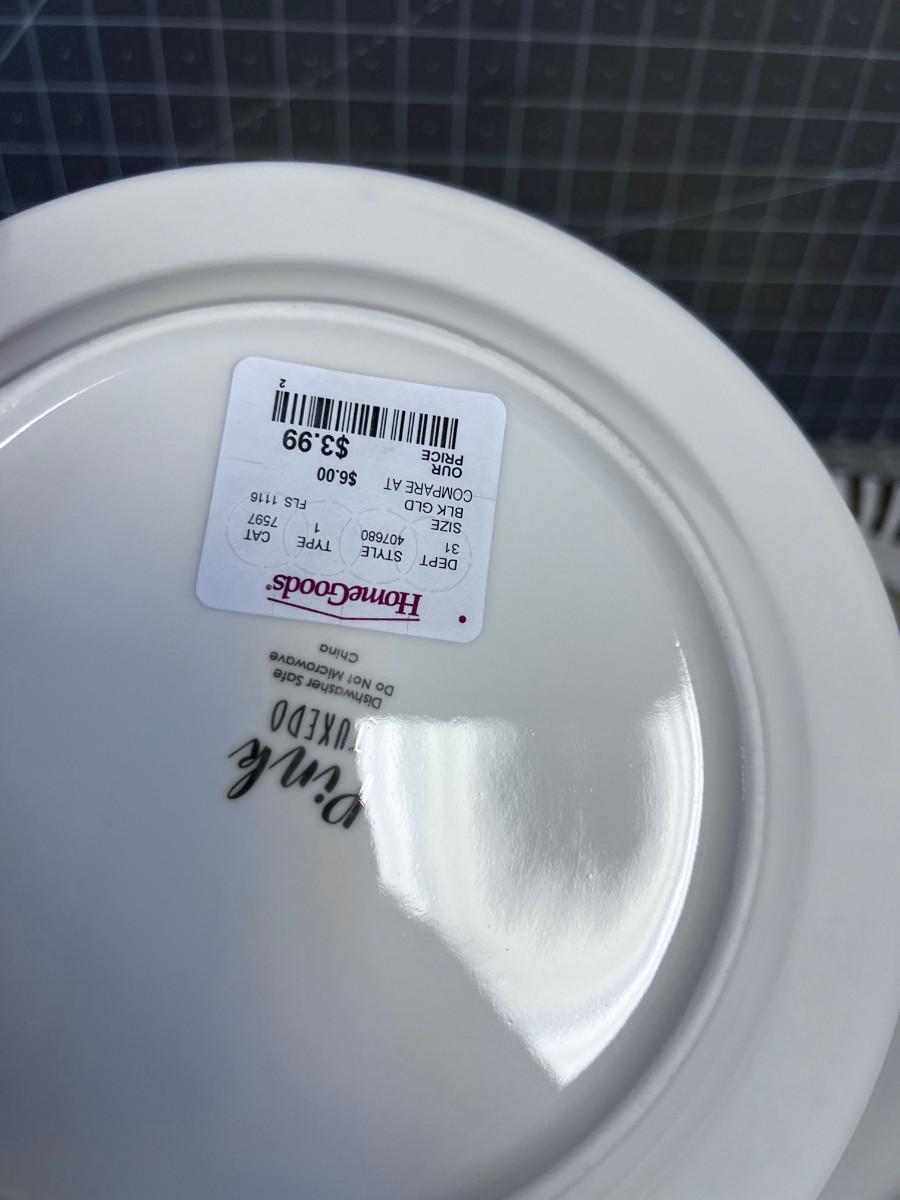 HomeGoods®
DEPT STYLE TYPE CAT
31 407680 1 7597
SIZE
BLK GLD FLS 1116
COMPARE AT $6.00
OUR PRICE $3.99
2
Pink
TUXEDO
Dishwasher Safe
Do Not Microwave
China